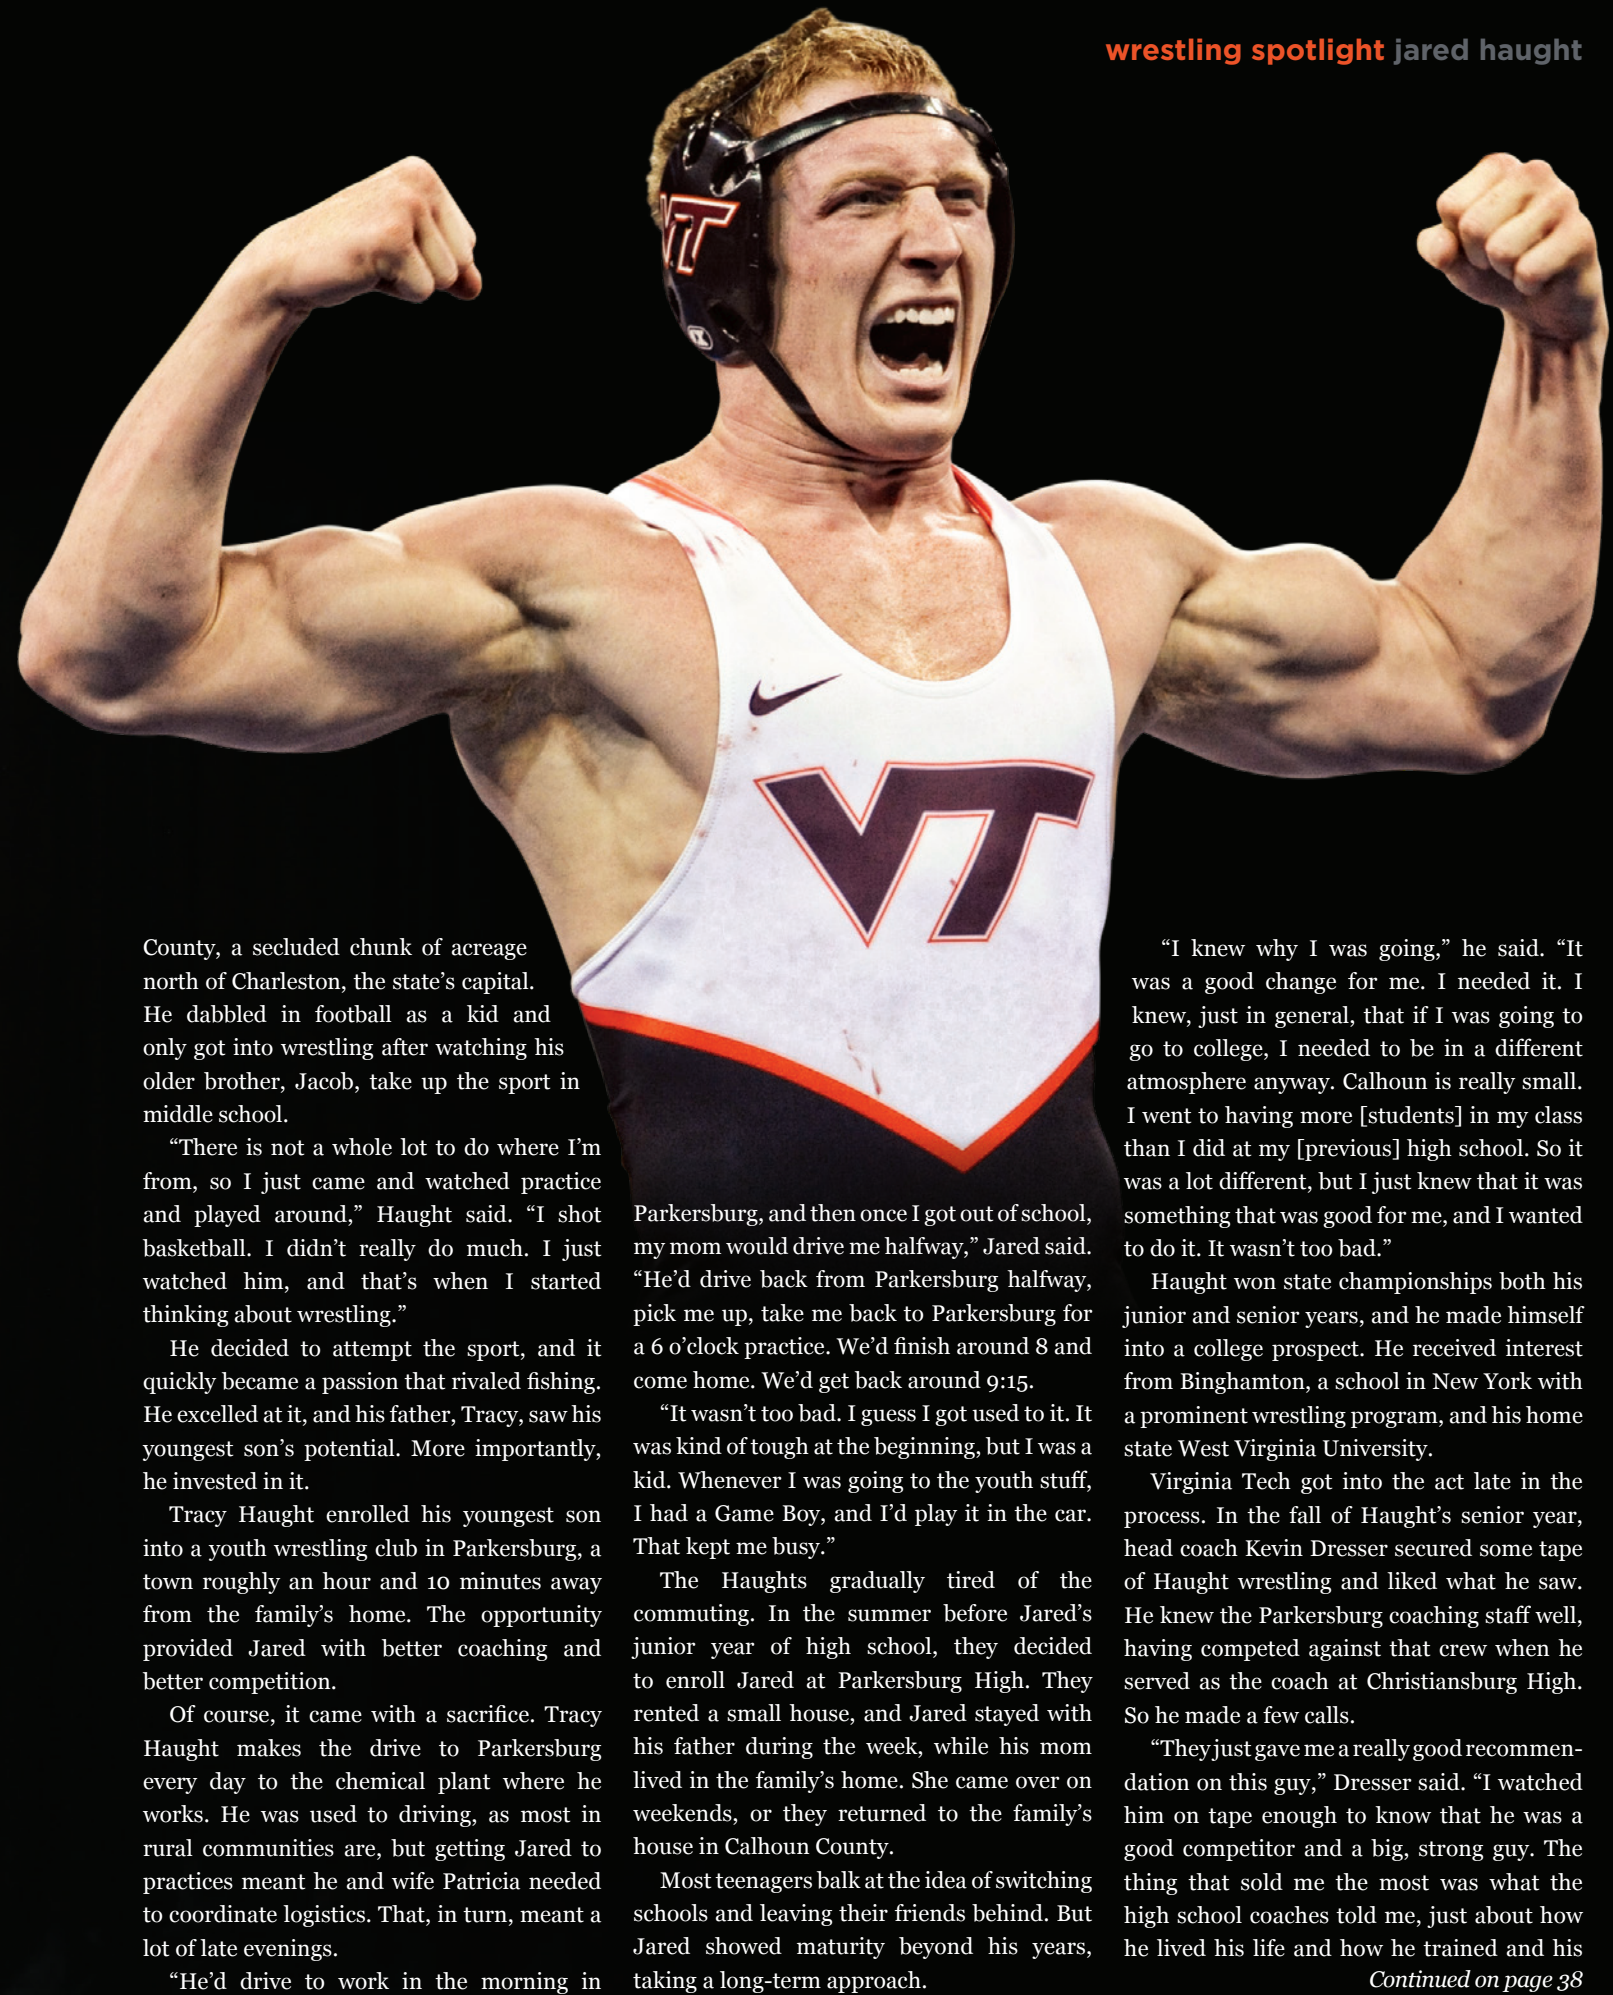 wrestling spotlight jared haught
VT
VT
County, a secluded chunk of acreage
north of Charleston, the state's capital.
He dabbled in football as a kid and
only got into wrestling after watching his
older brother, Jacob, take up the sport in
middle school.
“There is not a whole lot to do where I'm
from, so I just came and watched practice
and played around,” Haught said. “I shot
basketball. I didn't really do much. I just
watched him, and that's when I started
thinking about wrestling.”
He decided to attempt the sport, and it
quickly became a passion that rivaled fishing.
He excelled at it, and his father, Tracy, saw his
youngest son's potential. More importantly,
he invested in it.
Tracy Haught enrolled his youngest son
into a youth wrestling club in Parkersburg, a
town roughly an hour and 10 minutes away
from the family's home. The opportunity
provided Jared with better coaching and
better competition.
Of course, it came with a sacrifice. Tracy
Haught makes the drive to Parkersburg
every day to the chemical plant where he
works. He was used to driving, as most in
rural communities are, but getting Jared to
practices meant he and wife Patricia needed
to coordinate logistics. That, in turn, meant a
lot of late evenings.
“He'd drive to work in the morning in
Parkersburg, and then once I got out of school,
my mom would drive me halfway,” Jared said.
“He'd drive back from Parkersburg halfway,
pick me up, take me back to Parkersburg for
a 6 o'clock practice. We'd finish around 8 and
come home. We'd get back around 9:15.
“It wasn't too bad. I guess I got used to it. It
was kind of tough at the beginning, but I was a
kid. Whenever I was going to the youth stuff,
I had a Game Boy, and I'd play it in the car.
That kept me busy.”
The Haughts gradually tired of the
commuting. In the summer before Jared's
junior year of high school, they decided
to enroll Jared at Parkersburg High. They
rented a small house, and Jared stayed with
his father during the week, while his mom
lived in the family's home. She came over on
weekends, or they returned to the family's
house in Calhoun County.
Most teenagers balk at the idea of switching
schools and leaving their friends behind. But
Jared showed maturity beyond his years,
taking a long-term approach.
“I knew why I was going,” he said. “It
was a good change for me. I needed it. I
knew, just in general, that if I was going to
go to college, I needed to be in a different
atmosphere anyway. Calhoun is really small.
I went to having more [students] in my class
than I did at my [previous] high school. So it
was a lot different, but I just knew that it was
something that was good for me, and I wanted
to do it. It wasn't too bad.”
Haught won state championships both his
junior and senior years, and he made himself
into a college prospect. He received interest
from Binghamton, a school in New York with
a prominent wrestling program, and his home
state West Virginia University.
Virginia Tech got into the act late in the
process. In the fall of Haught's senior year,
head coach Kevin Dresser secured some tape
of Haught wrestling and liked what he saw.
He knew the Parkersburg coaching staff well,
having competed against that crew when he
served as the coach at Christiansburg High.
So he made a few calls.
“They just gave me a really good recommen-
dation on this guy,” Dresser said. “I watched
him on tape enough to know that he was a
good competitor and a big, strong guy. The
thing that sold me the most was what the
high school coaches told me, just about how
he lived his life and how he trained and his
Continued on page 38